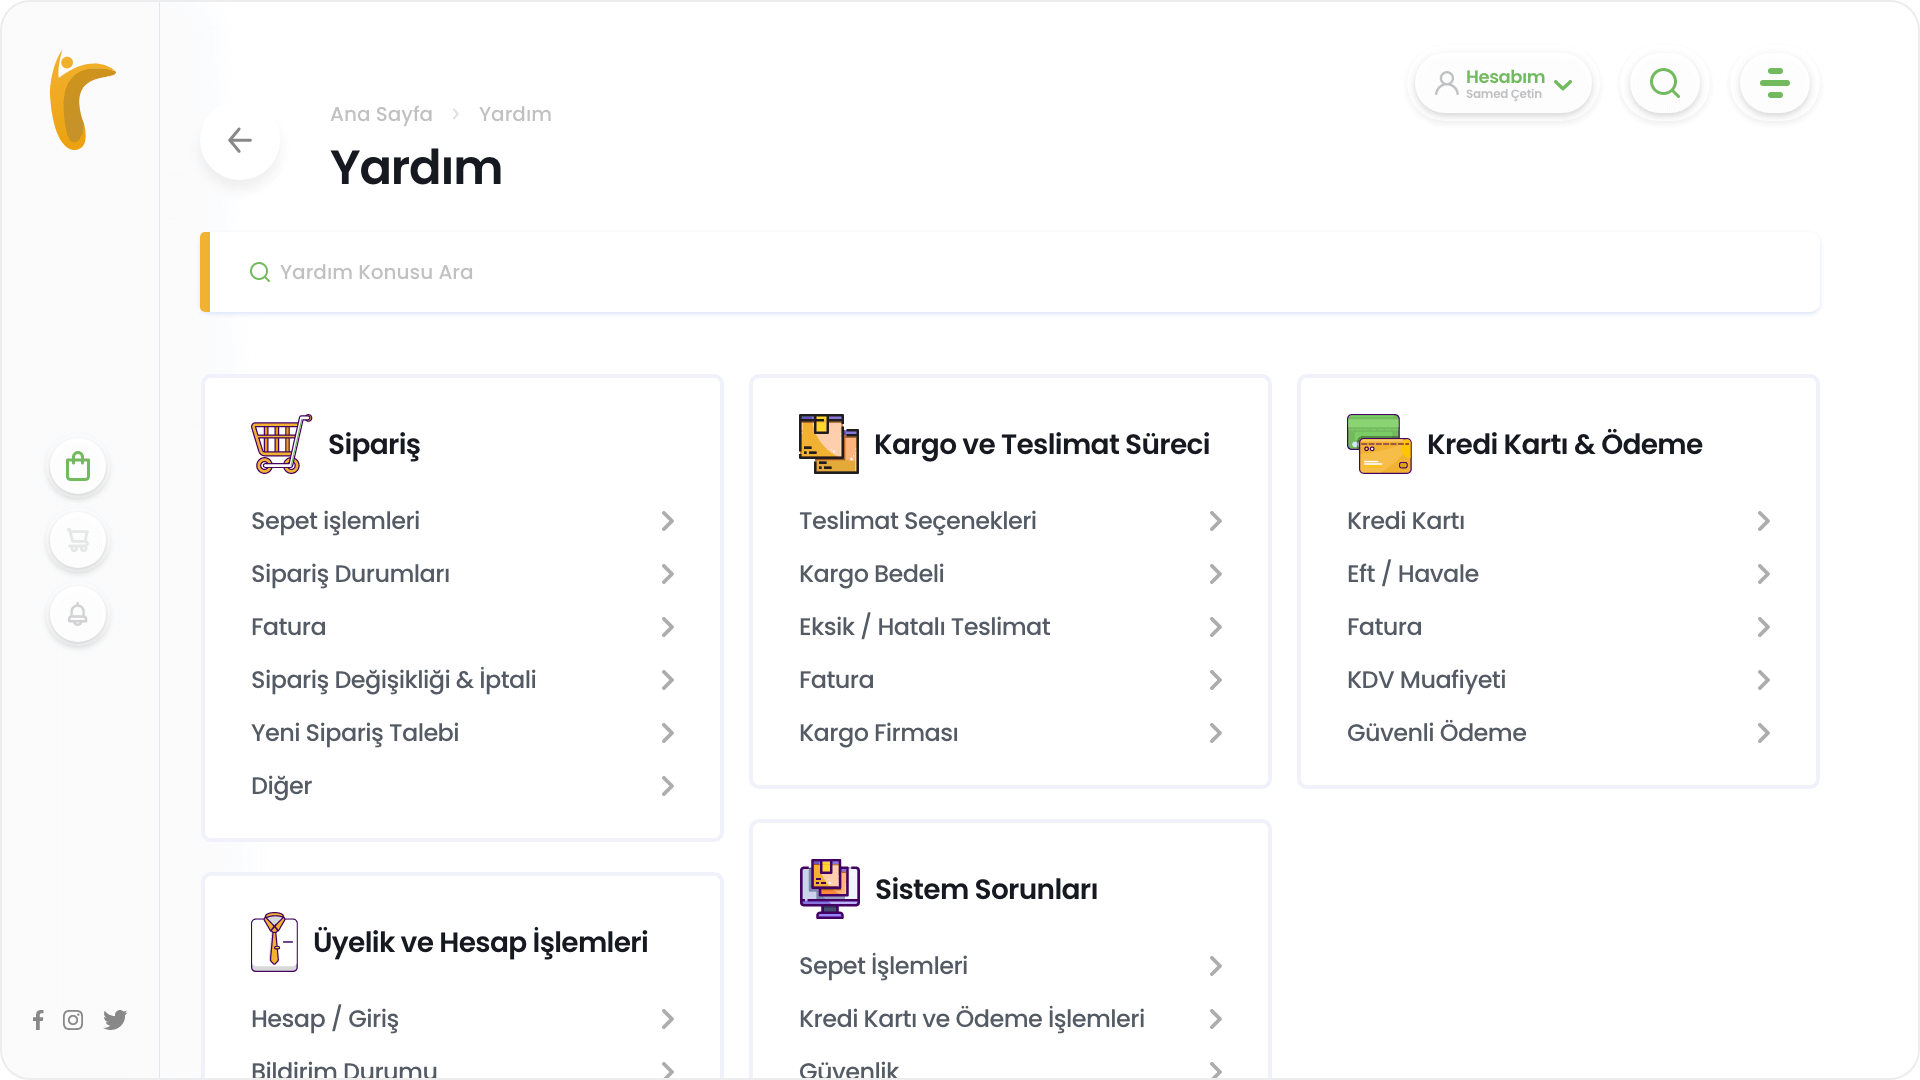 Hesabım
Samed Çetin
Ana Sayfa > Yardım
Yardım
Yardım Konusu Ara
Sipariş
Sepet işlemleri
Sipariş Durumları
Fatura
Sipariş Değişikliği & İptali
Yeni Sipariş Talebi
Diğer
Kargo ve Teslimat Süreci
Teslimat Seçenekleri
Kargo Bedeli
Eksik / Hatalı Teslimat
Fatura
Kargo Firması
Kredi Kartı & Ödeme
Kredi Kartı
Eft / Havale
Fatura
KDV Muafiyeti
Güvenli Ödeme
Üyelik ve Hesap İşlemleri
Hesap / Giriş
Bildirim Durumu
Sistem Sorunları
Sepet İşlemleri
Kredi Kartı ve Ödeme İşlemleri
Güvenlik